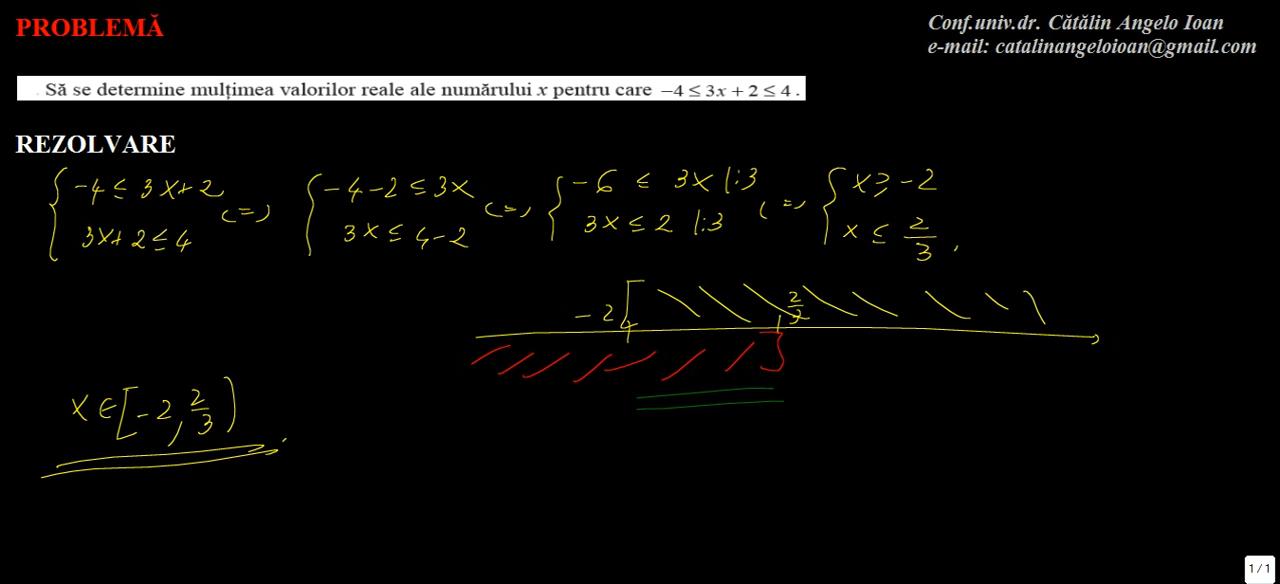 PROBLEMĂ
Conf.univ.dr. Cătălin Angelo Ioan
e-mail: catalinangeloioan@gmail.com
Să se determine mulțimea valorilor reale ale numărului x pentru care −4 ≤ 3x + 2 ≤ 4 .
REZOLVARE
{ -4 ≤ 3x+2 (=) { -4-2 ≤ 3x (=) { -6 ≤ 3x |:3 (=) { x ≥ -2
3x+2 ≤ 4 3x ≤ 4-2 3x ≤ 2 |:3 x ≤ 2/3 .
-2 [ 2/3
]
x ∈ [-2, 2/3) .
1 / 1